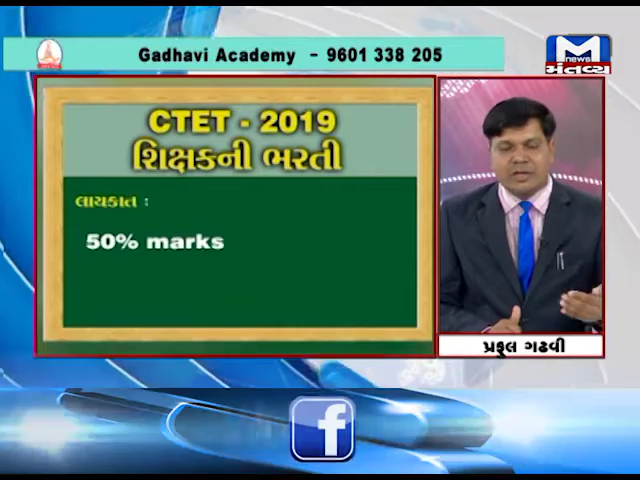 Gadhavi Academy - 9601 338 205
M
news
મંતવ્ય
CTET - 2019
શિક્ષકની ભરતી
લાયકાત :
50% marks
પ્રફુલ ગઢવી
f